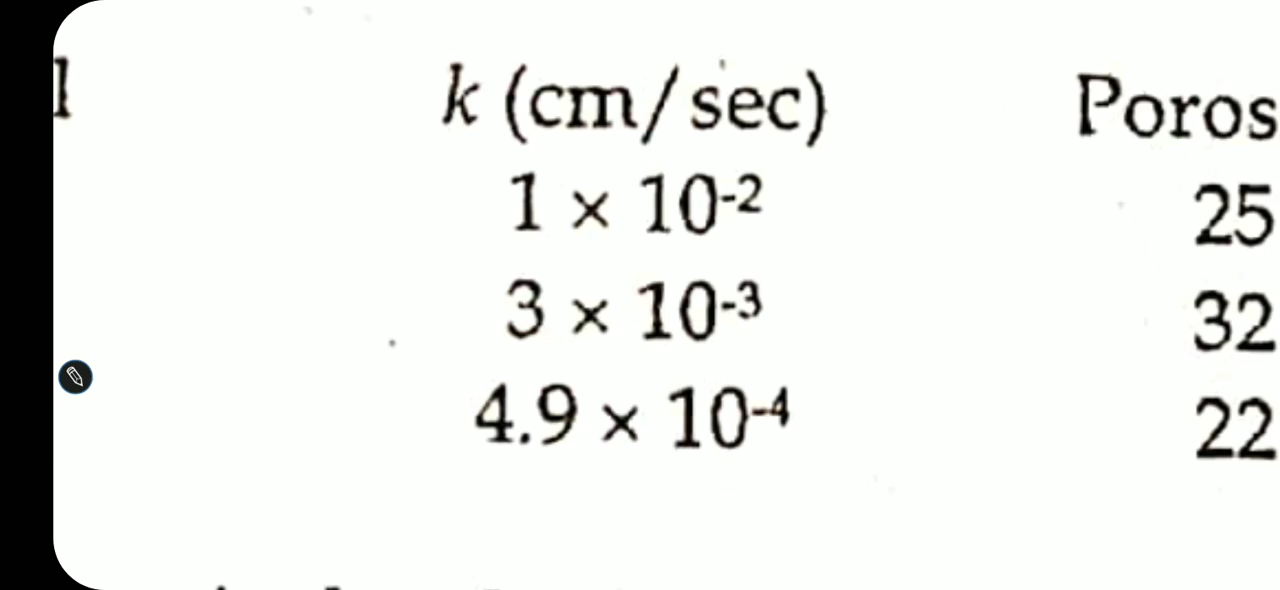 l k (cm/sec) Poros
1 × 10⁻² 25
3 × 10⁻³ 32
4.9 × 10⁻⁴ 22